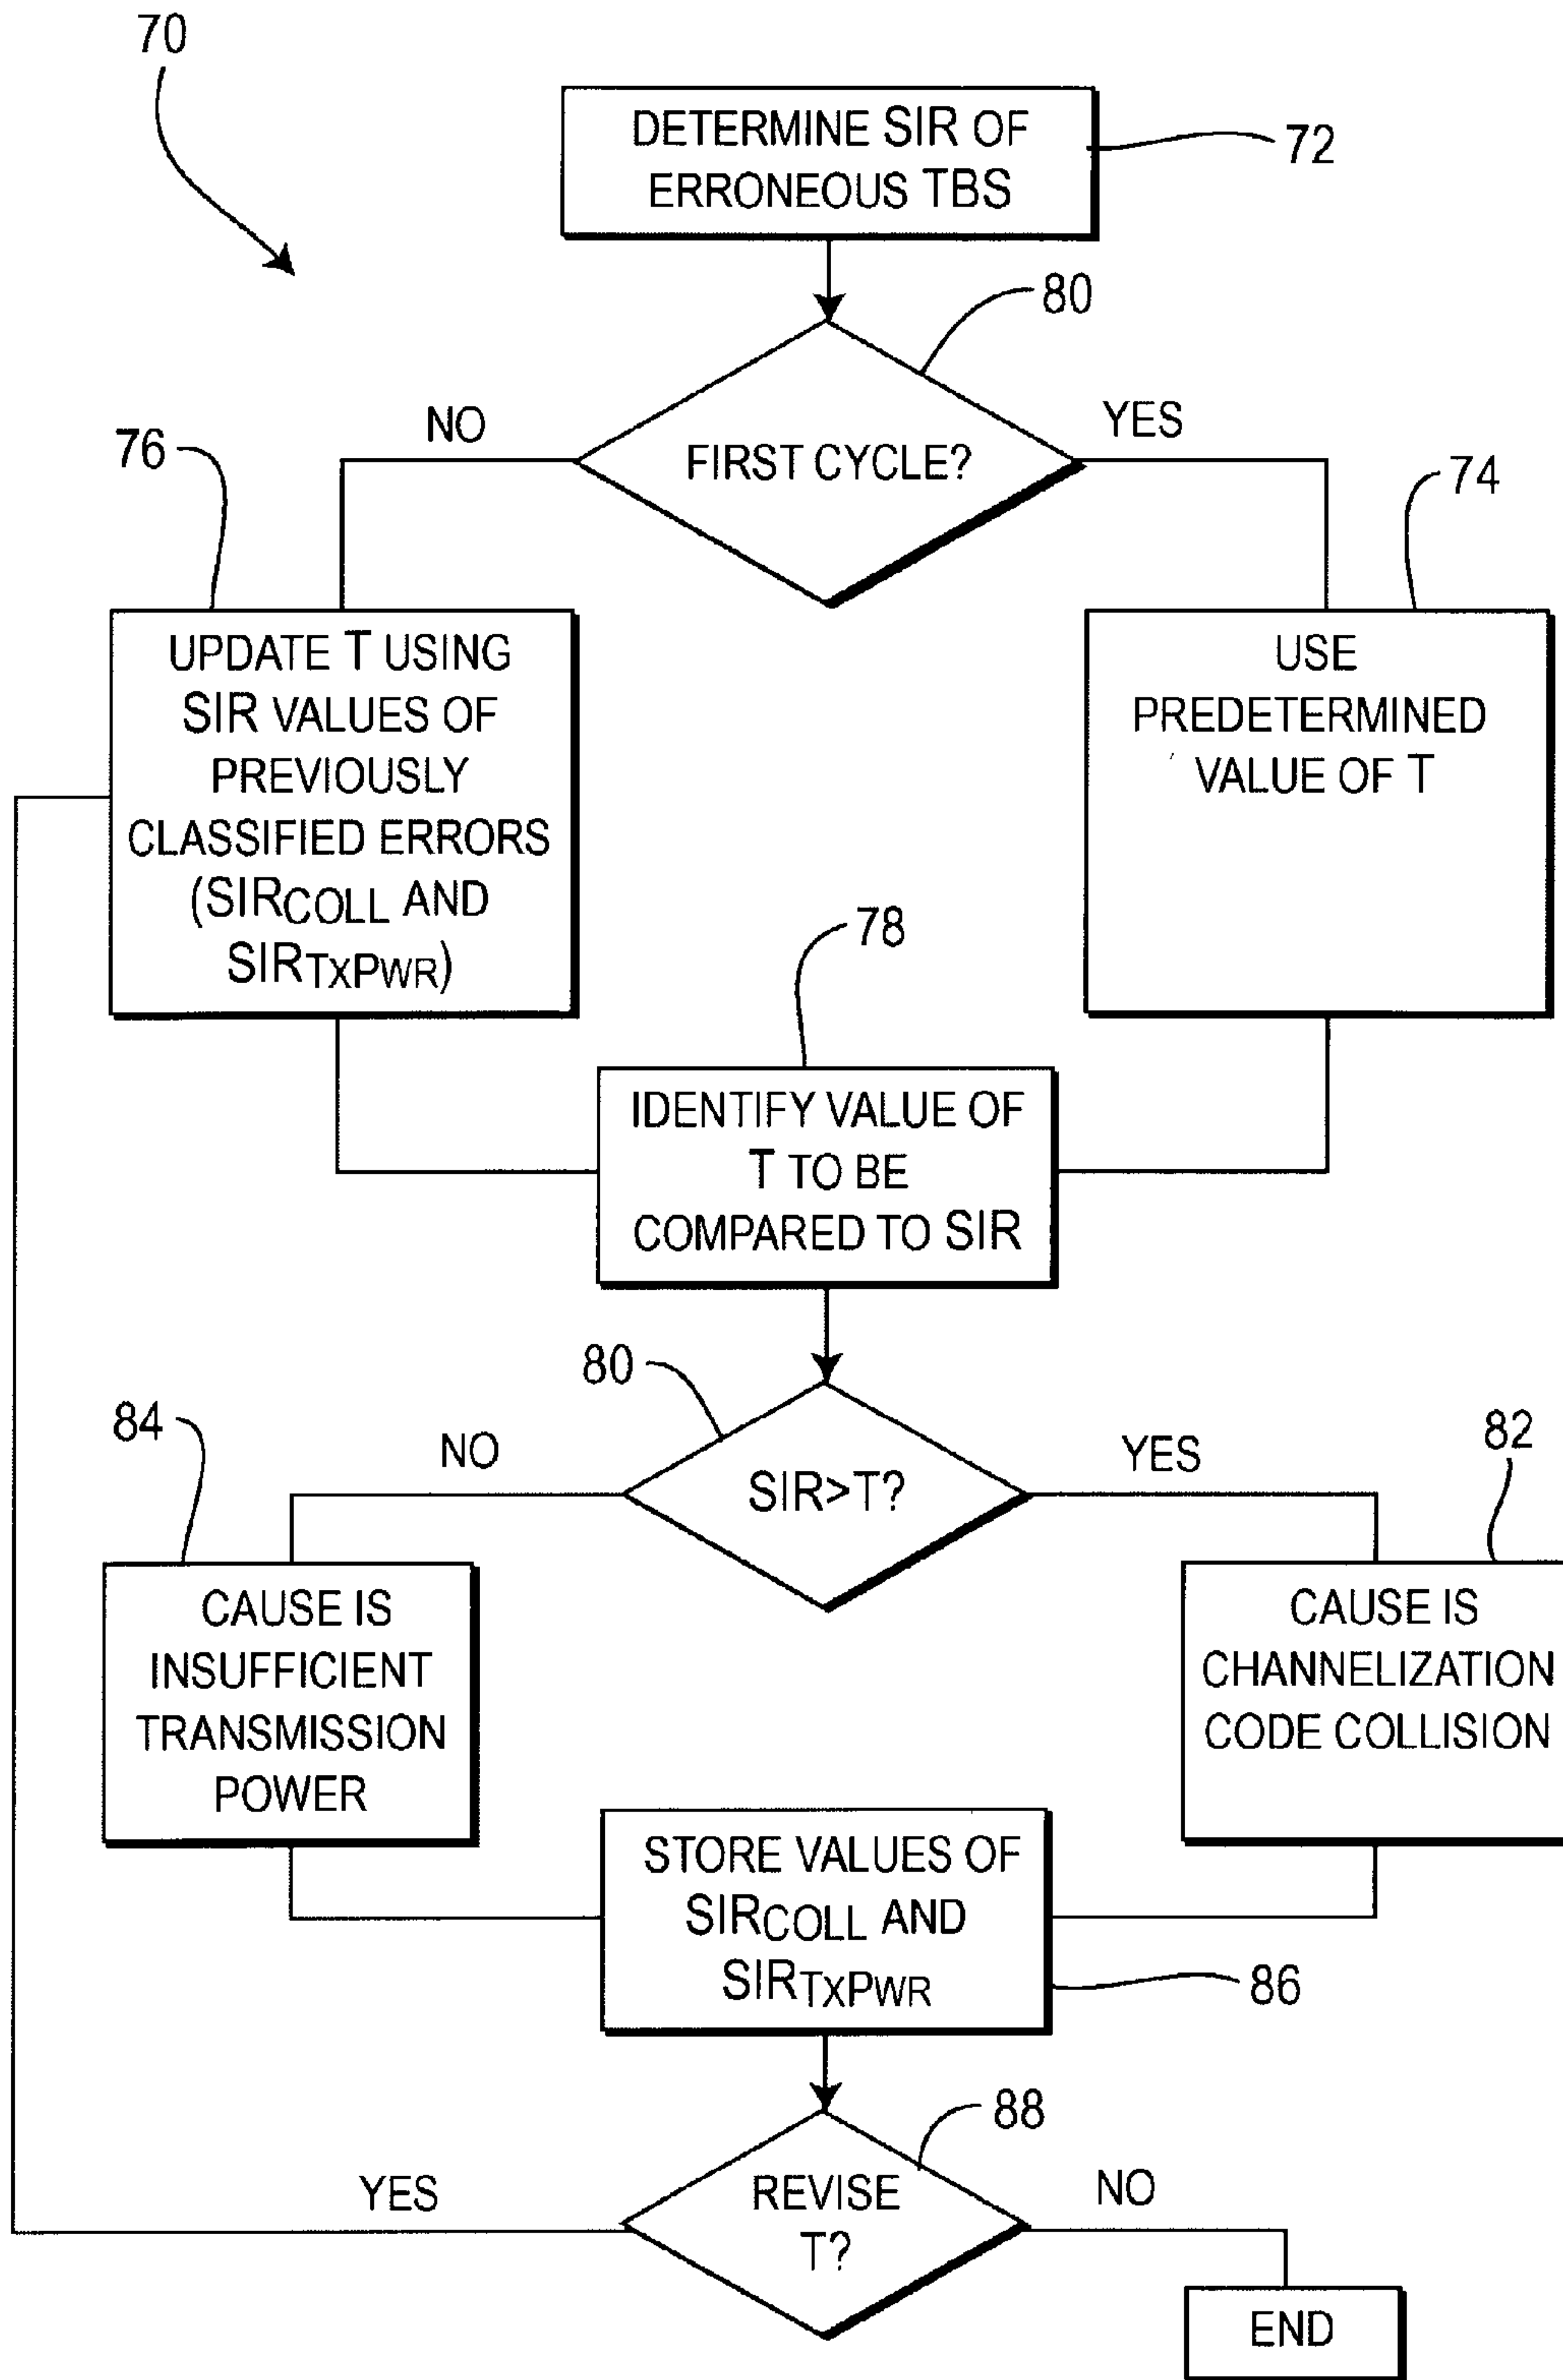 70
DETERMINE SIR OF
ERRONEOUS TBS
72
80
NO
YES
FIRST CYCLE?
76
74
UPDATE T USING
SIR VALUES OF
PREVIOUSLY
CLASSIFIED ERRORS
(SIRCOLL AND
SIRTXPWR)
USE
PREDETERMINED
VALUE OF T
78
IDENTIFY VALUE OF
T TO BE
COMPARED TO SIR
80
84
NO
YES
82
SIR>T?
CAUSE IS
INSUFFICIENT
TRANSMISSION
POWER
CAUSE IS
CHANNELIZATION
CODE COLLISION
STORE VALUES OF
SIRCOLL AND
SIRTXPWR
86
88
YES
NO
REVISE
T?
END